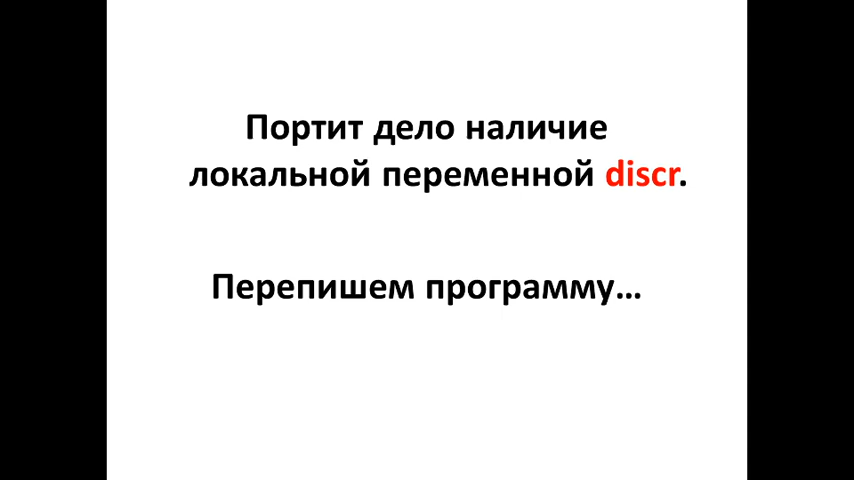 Портит дело наличие
локальной переменной discr.
Перепишем программу…